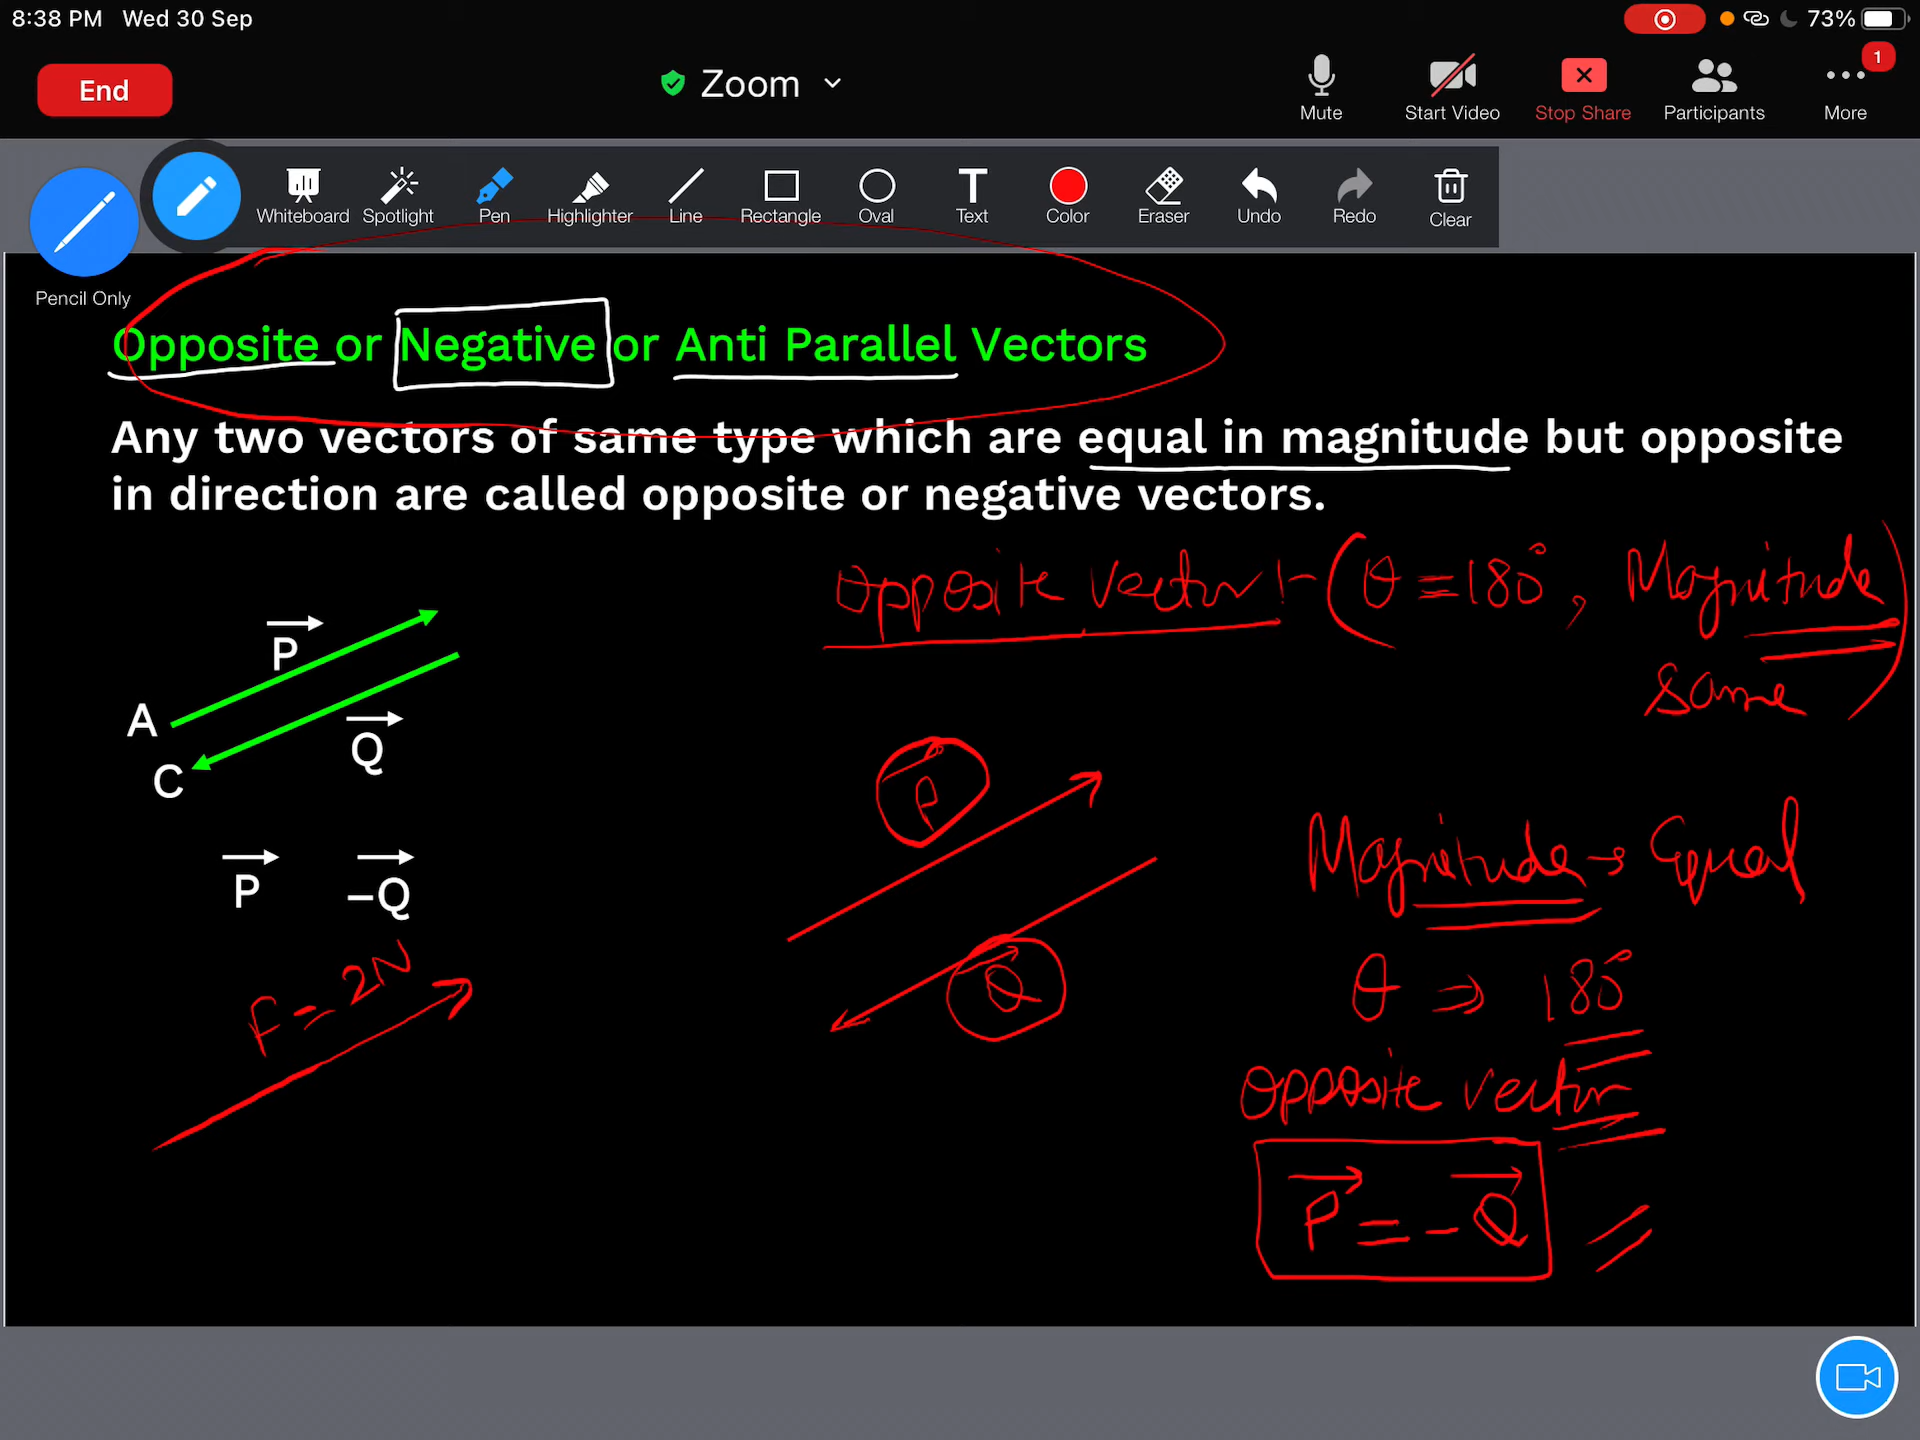 8:38 PM Wed 30 Sep
73%
End
Zoom
Mute
Start Video
Stop Share
Participants
More
1
Whiteboard
Spotlight
Pen
Highlighter
Line
Rectangle
Oval
T
Text
Color
Eraser
Undo
Redo
Clear
Pencil Only
Opposite or Negative or Anti Parallel Vectors
Any two vectors of same type which are equal in magnitude but opposite
in direction are called opposite or negative vectors.
Opposite vector :- (θ = 180°, Magnitude
same)
P
A
Q
C
P
Q
P −Q
F = 2N
Magnitude → Equal
θ ⇒ 180°
Opposite vector
P = - Q